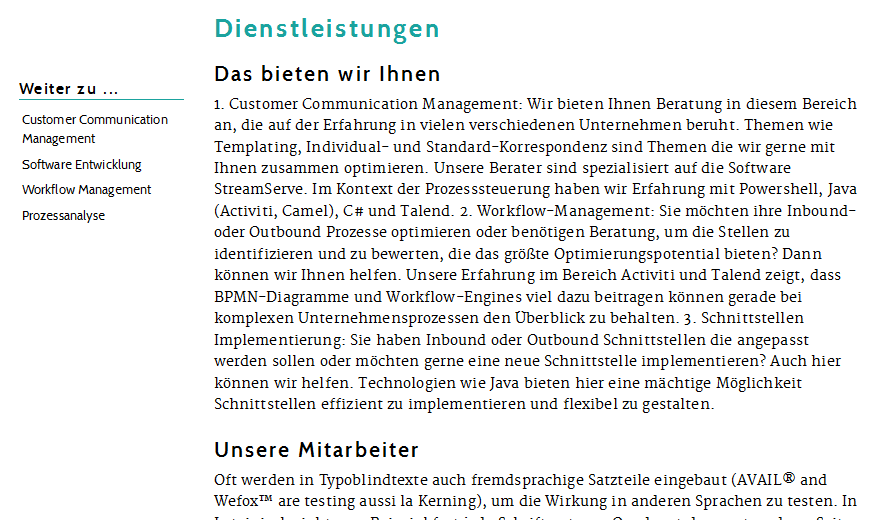 Dienstleistungen
Weiter zu ...
Customer Communication
Management
Software Entwicklung
Workflow Management
Prozessanalyse
Das bieten wir Ihnen
1. Customer Communication Management: Wir bieten Ihnen Beratung in diesem Bereich
an, die auf der Erfahrung in vielen verschiedenen Unternehmen beruht. Themen wie
Templating, Individual- und Standard-Korrespondenz sind Themen die wir gerne mit
Ihnen zusammen optimieren. Unsere Berater sind spezialisiert auf die Software
StreamServe. Im Kontext der Prozesssteuerung haben wir Erfahrung mit Powershell, Java
(Activiti, Camel), C# und Talend. 2. Workflow-Management: Sie möchten ihre Inbound-
oder Outbound Prozesse optimieren oder benötigen Beratung, um die Stellen zu
identifizieren und zu bewerten, die das größte Optimierungspotential bieten? Dann
können wir Ihnen helfen. Unsere Erfahrung im Bereich Activiti und Talend zeigt, dass
BPMN-Diagramme und Workflow-Engines viel dazu beitragen können gerade bei
komplexen Unternehmensprozessen den Überblick zu behalten. 3. Schnittstellen
Implementierung: Sie haben Inbound oder Outbound Schnittstellen die angepasst
werden sollen oder möchten gerne eine neue Schnittstelle implementieren? Auch hier
können wir helfen. Technologien wie Java bieten hier eine mächtige Möglichkeit
Schnittstellen effizient zu implementieren und flexibel zu gestalten.
Unsere Mitarbeiter
Oft werden in Typoblindtexte auch fremdsprachige Satzteile eingebaut (AVAIL® and
Wefox™ are testing aussi la Kerning), um die Wirkung in anderen Sprachen zu testen. In